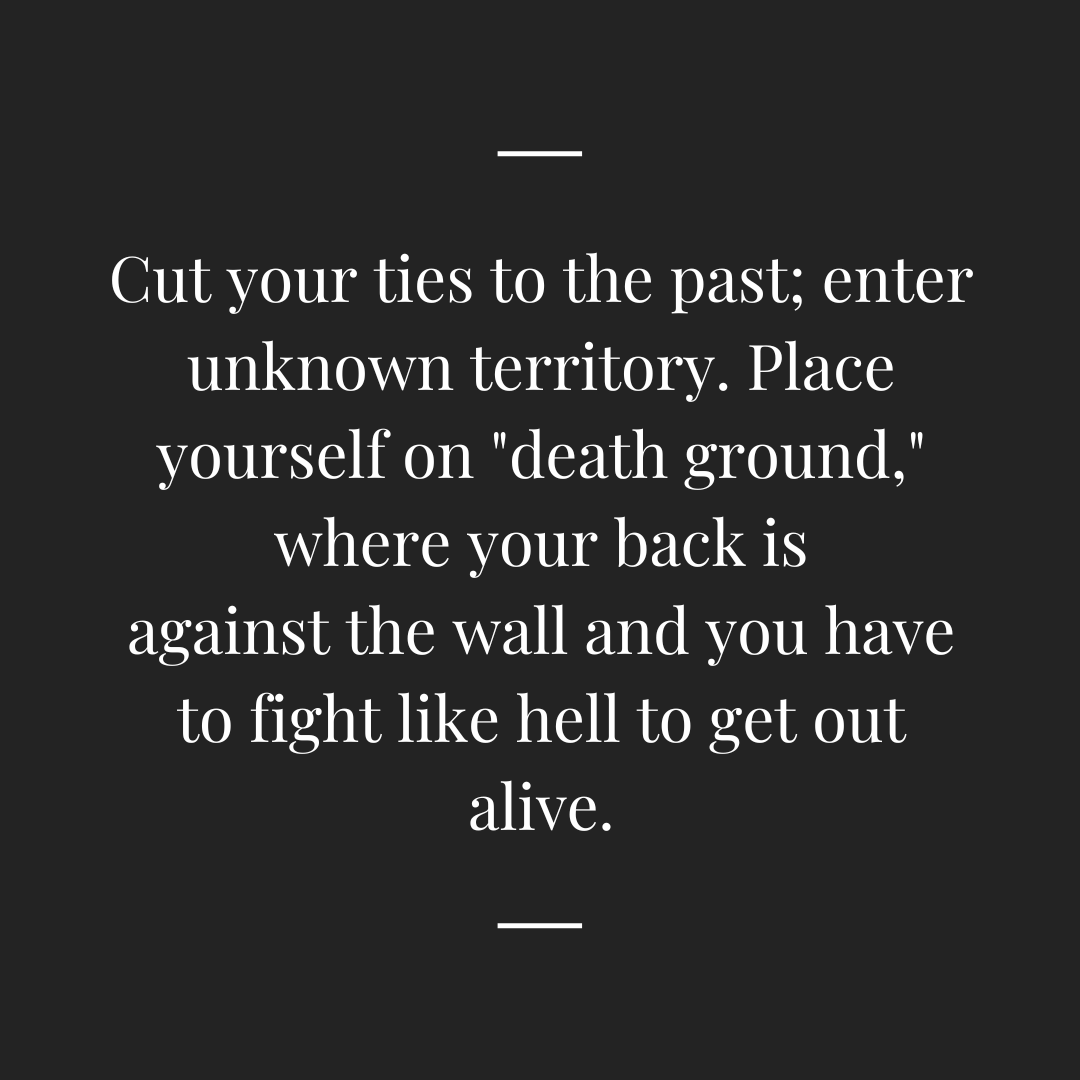 Cut your ties to the past; enter
unknown territory. Place
yourself on "death ground,"
where your back is
against the wall and you have
to fight like hell to get out
alive.